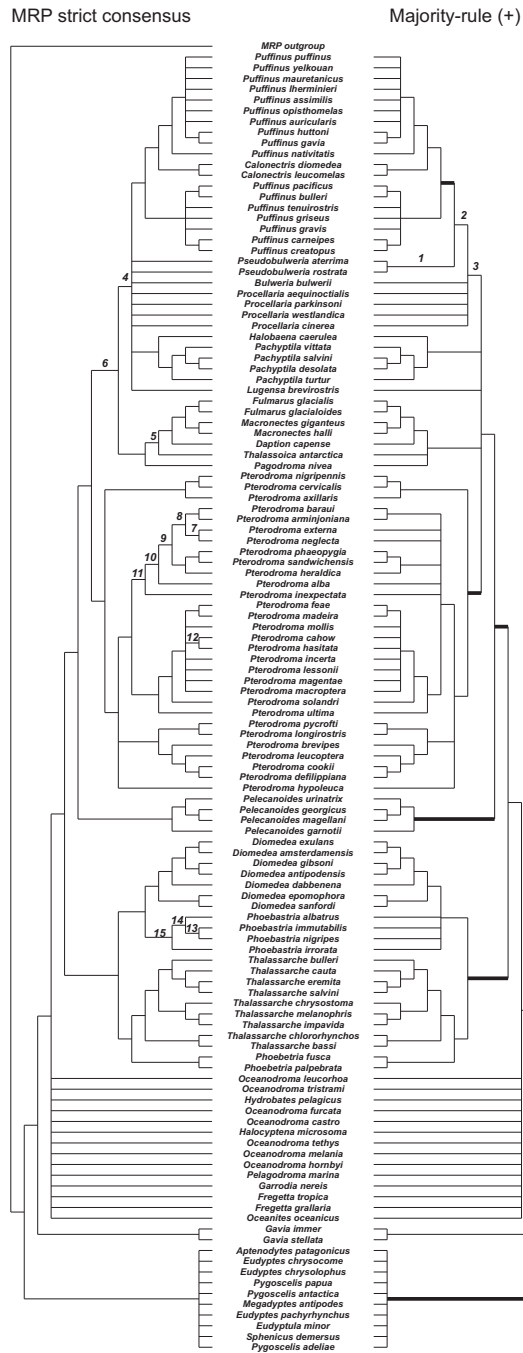 MRP strict consensus
Majority-rule (+)
MRP outgroup
Puffinus puffinus
Puffinus yelkouan
Puffinus mauretanicus
Puffinus lherminieri
Puffinus assimilis
Puffinus opisthomelas
Puffinus auricularis
Puffinus huttoni
Puffinus gavia
Puffinus nativitatis
Calonectris diomedea
Calonectris leucomelas
Puffinus pacificus
Puffinus bulleri
Puffinus tenuirostris
Puffinus griseus
2
Puffinus gravis
Puffinus carneipes
Puffinus creatopus
1
Pseudobulweria aterrima
3
Pseudobulweria rostrata
4
Bulweria bulwerii
Procellaria aequinoctialis
Procellaria parkinsoni
Procellaria westlandica
Procellaria cinerea
Halobaena caerulea
Pachyptila vittata
Pachyptila salvini
6
Pachyptila desolata
Pachyptila turtur
Lugensa brevirostris
Fulmarus glacialis
Fulmarus glacialoides
Macronectes giganteus
Macronectes halli
5
Daption capense
Thalassoica antarctica
Pagodroma nivea
Pterodroma nigripennis
Pterodroma cervicalis
Pterodroma axillaris
Pterodroma baraui
8
Pterodroma arminjoniana
7
Pterodroma externa
9
Pterodroma neglecta
Pterodroma phaeopygia
10
Pterodroma sandwichensis
11
Pterodroma heraldica
Pterodroma alba
Pterodroma inexpectata
Pterodroma feae
Pterodroma madeira
Pterodroma mollis
12
Pterodroma cahow
Pterodroma hasitata
Pterodroma incerta
Pterodroma lessonii
Pterodroma magentae
Pterodroma macroptera
Pterodroma solandri
Pterodroma ultima
Pterodroma pycrofti
Pterodroma longirostris
Pterodroma brevipes
Pterodroma leucoptera
Pterodroma cookii
Pterodroma defilippiana
Pterodroma hypoleuca
Pelecanoides urinatrix
Pelecanoides georgicus
Pelecanoides magellani
Pelecanoides garnotii
Diomedea exulans
Diomedea amsterdamensis
Diomedea gibsoni
Diomedea antipodensis
Diomedea dabbenena
Diomedea epomophora
Diomedea sanfordi
14
Phoebastria albatrus
13
Phoebastria immutabilis
15
Phoebastria nigripes
Phoebastria irrorata
Thalassarche bulleri
Thalassarche cauta
Thalassarche eremita
Thalassarche salvini
Thalassarche chrysostoma
Thalassarche melanophris
Thalassarche impavida
Thalassarche chlororhynchos
Thalassarche bassi
Phoebetria fusca
Phoebetria palpebrata
Oceanodroma leucorhoa
Oceanodroma tristrami
Hydrobates pelagicus
Oceanodroma furcata
Oceanodroma castro
Halocyptena microsoma
Oceanodroma tethys
Oceanodroma melania
Oceanodroma hornbyi
Pelagodroma marina
Garrodia nereis
Fregetta tropica
Fregetta grallaria
Oceanites oceanicus
Gavia immer
Gavia stellata
Aptenodytes patagonicus
Eudyptes chrysocome
Eudyptes chrysolophus
Pygoscelis papua
Pygoscelis antactica
Megadyptes antipodes
Eudyptes pachyrhynchus
Eudyptula minor
Sphenicus demersus
Pygoscelis adeliae